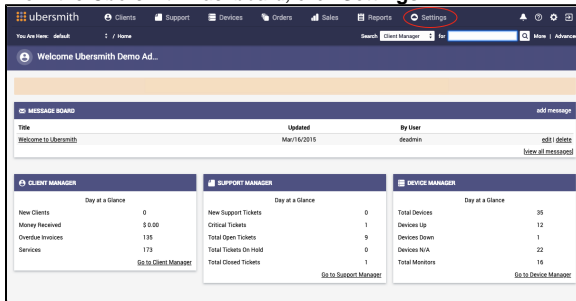 ubersmith Clients Support Devices Orders Sales Reports Settings
You Are Here: default / Home Search Client Manager for More | Advance
Welcome Ubersmith Demo Ad...
MESSAGE BOARD add message
Title Updated By User
Welcome to Ubersmith Mar/16/2015 deadmin edit | delete
[view all messages]
CLIENT MANAGER SUPPORT MANAGER DEVICE MANAGER
Day at a Glance Day at a Glance Day at a Glance
New Clients 0 New Support Tickets 0 Total Devices 35
Money Received $ 0.00 Critical Tickets 1 Devices Up 12
Overdue Invoices 135 Total Open Tickets 9 Devices Down 1
Services 173 Total Tickets On Hold 0 Devices N/A 22
Go to Client Manager Total Closed Tickets 1 Total Monitors 16
Go to Support Manager Go to Device Manager